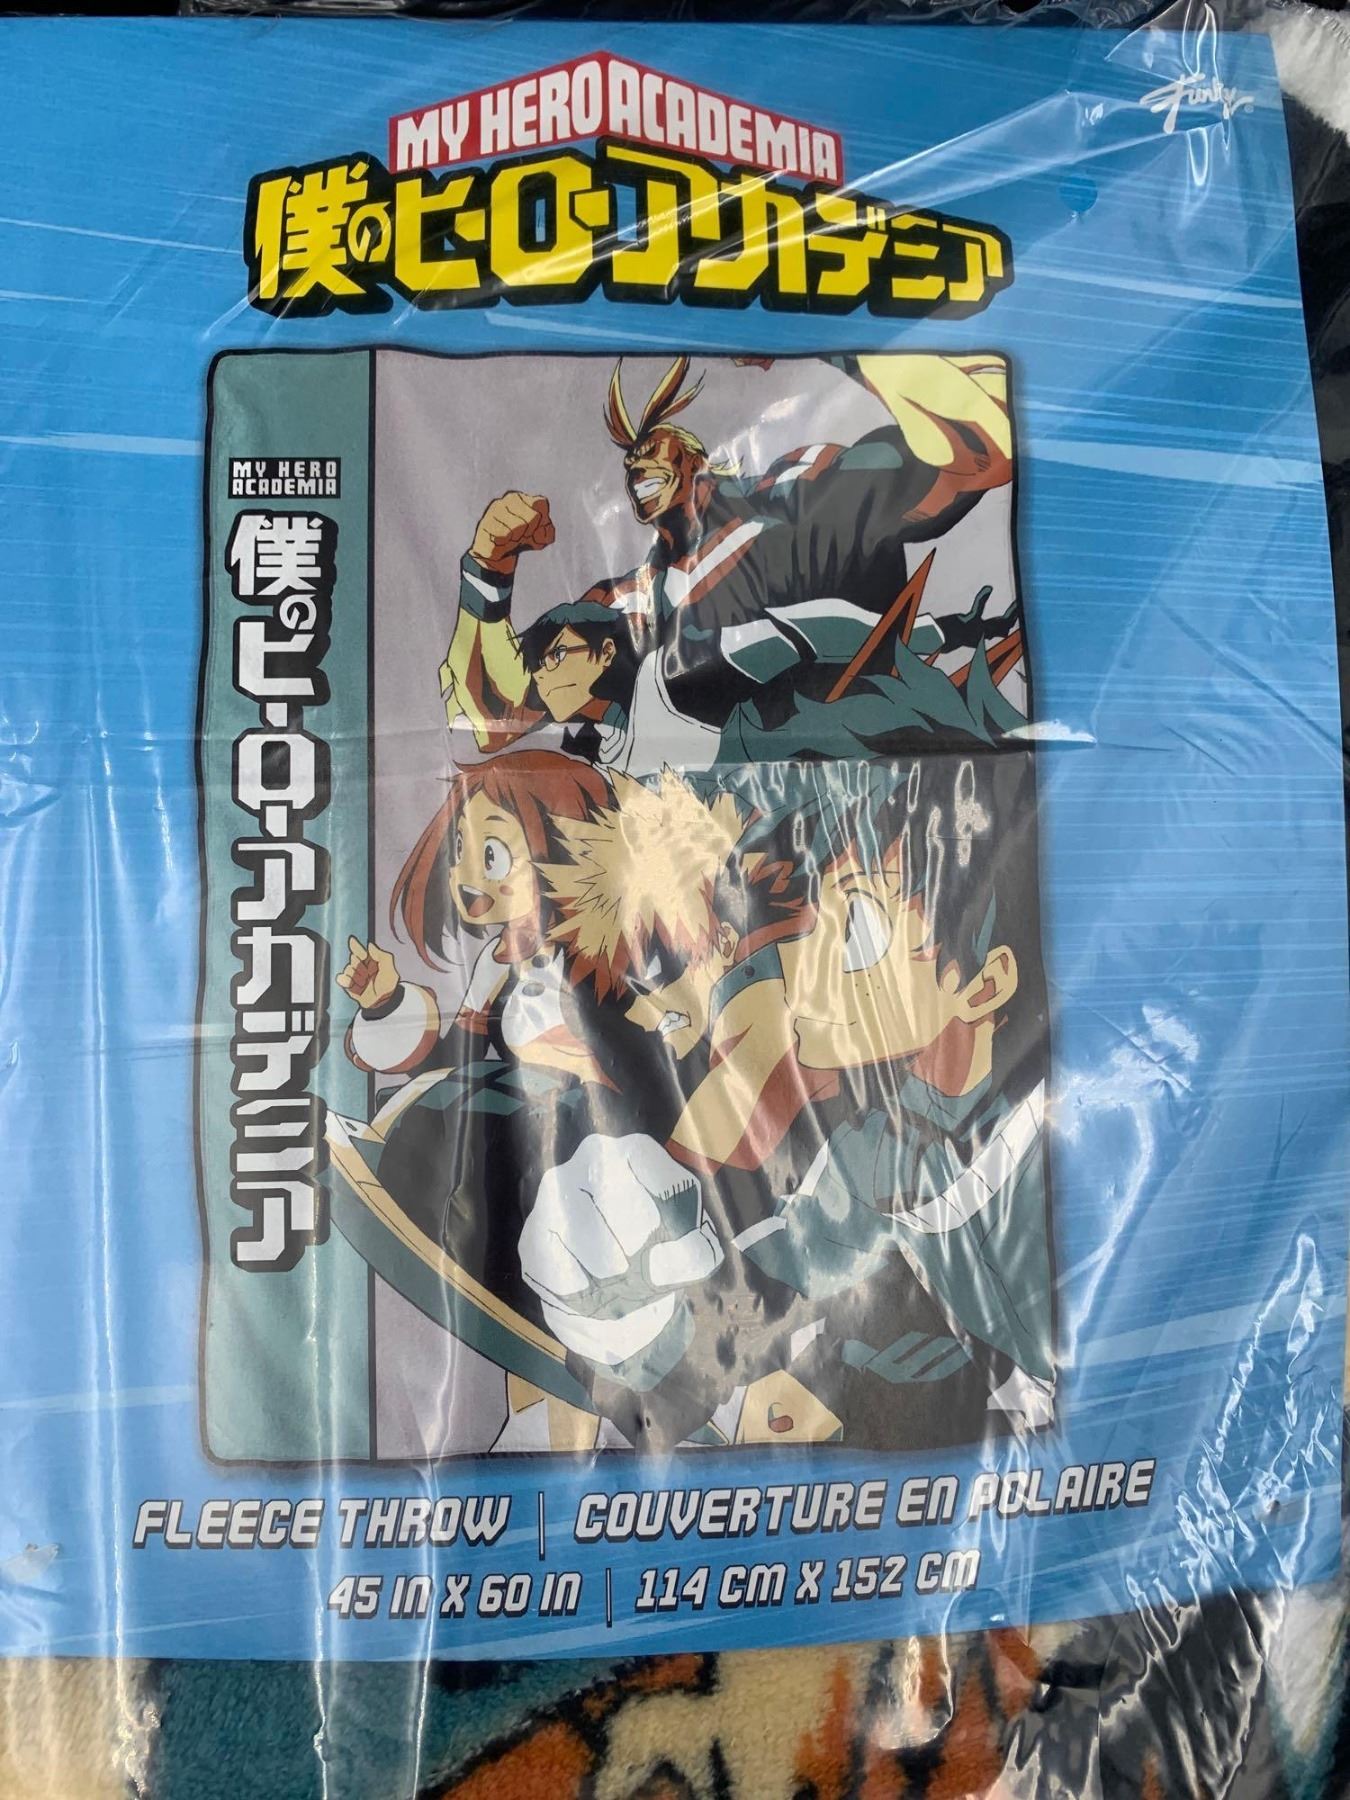 Funky
MY HERO ACADEMIA
僕のヒーローアカデミア
MY HERO
ACADEMIA
僕のヒーローアカデミア
FLEECE THROW | COUVERTURE EN POLAIRE
45 IN X 60 IN | 114 CM X 152 CM